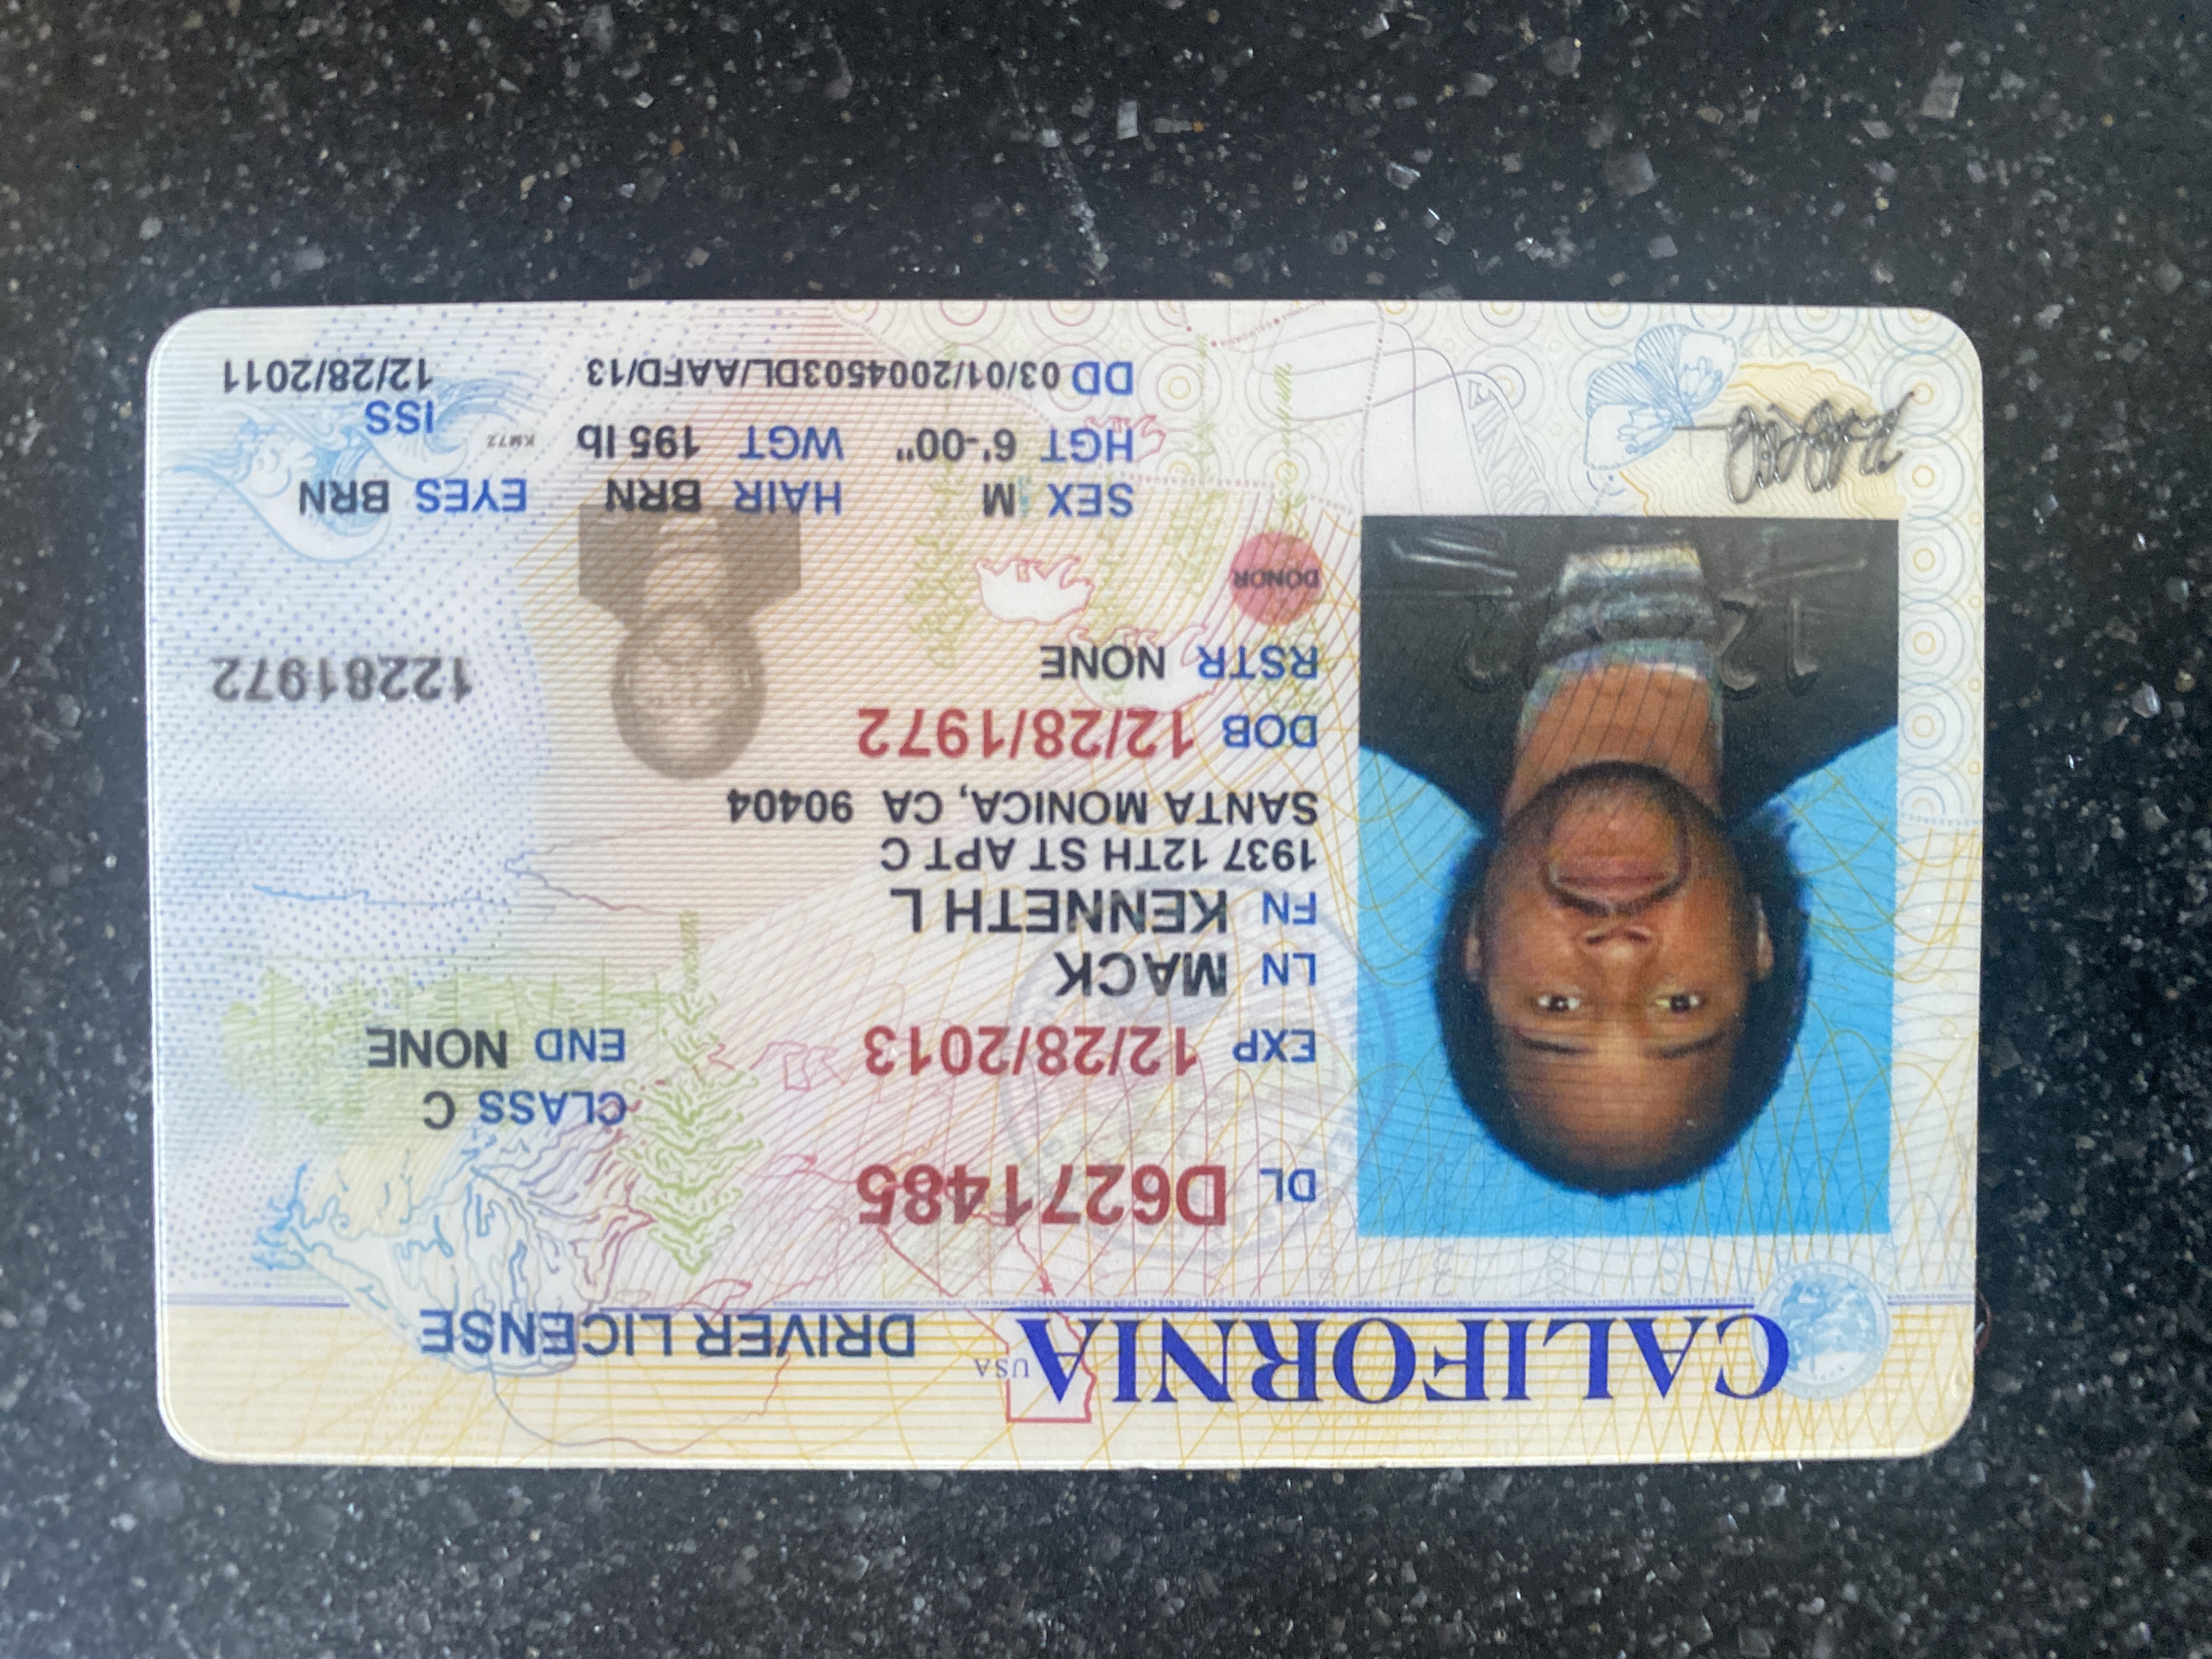 CALIFORNIA USA DRIVER LICENSE
DL D6271485
CLASS C
EXP 12/28/2013
END NONE
LN MACK
FN KENNETH L
1937 12TH ST APT C
SANTA MONICA, CA 90404
DOB 12/28/1972
RSTR NONE
12281972
DONOR
SEX M HAIR BRN EYES BRN
HGT 6'-00" WGT 195 lb
KM72
ISS
DD 03/01/2004503DL/AAFD/13
12/28/2011